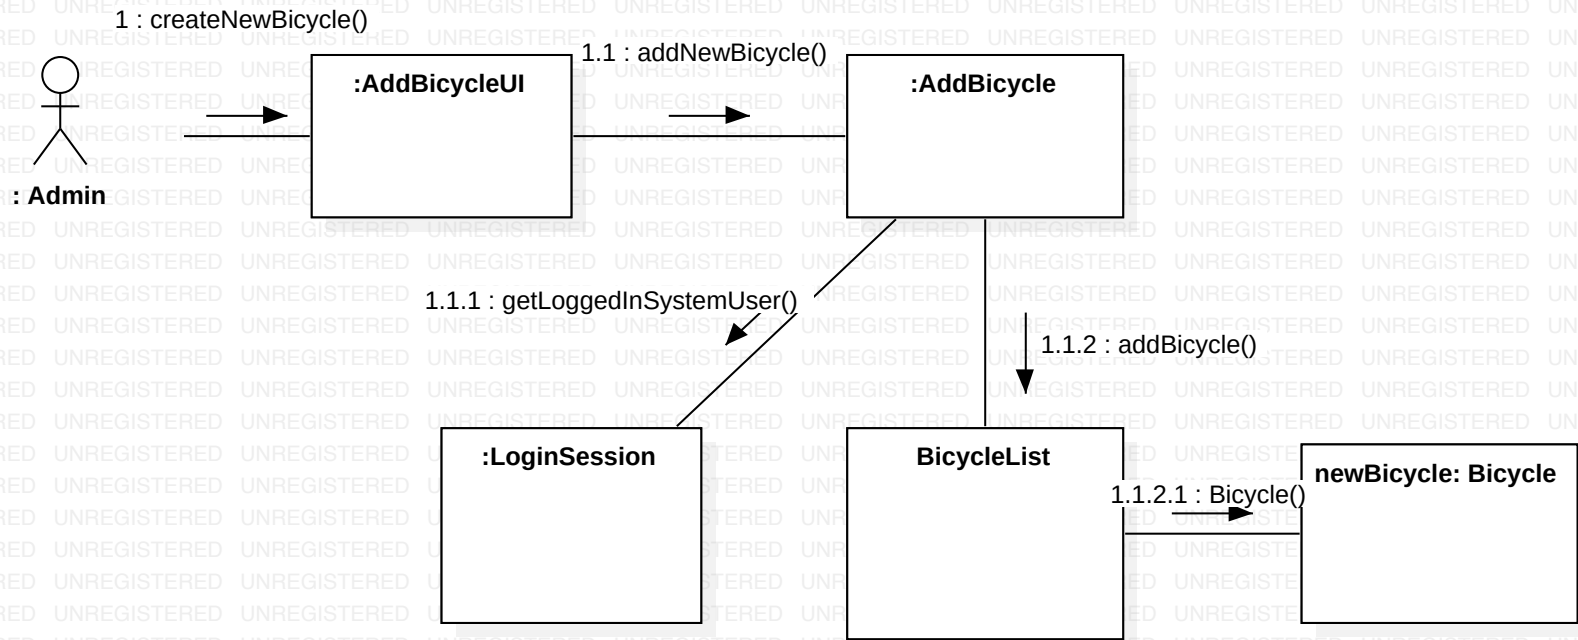 1 : createNewBicycle()
1.1 : addNewBicycle()
:AddBicycleUI
:AddBicycle
: Admin
1.1.1 : getLoggedInSystemUser()
1.1.2 : addBicycle()
:LoginSession
BicycleList
newBicycle: Bicycle
1.1.2.1 : Bicycle()
UNREGISTERED